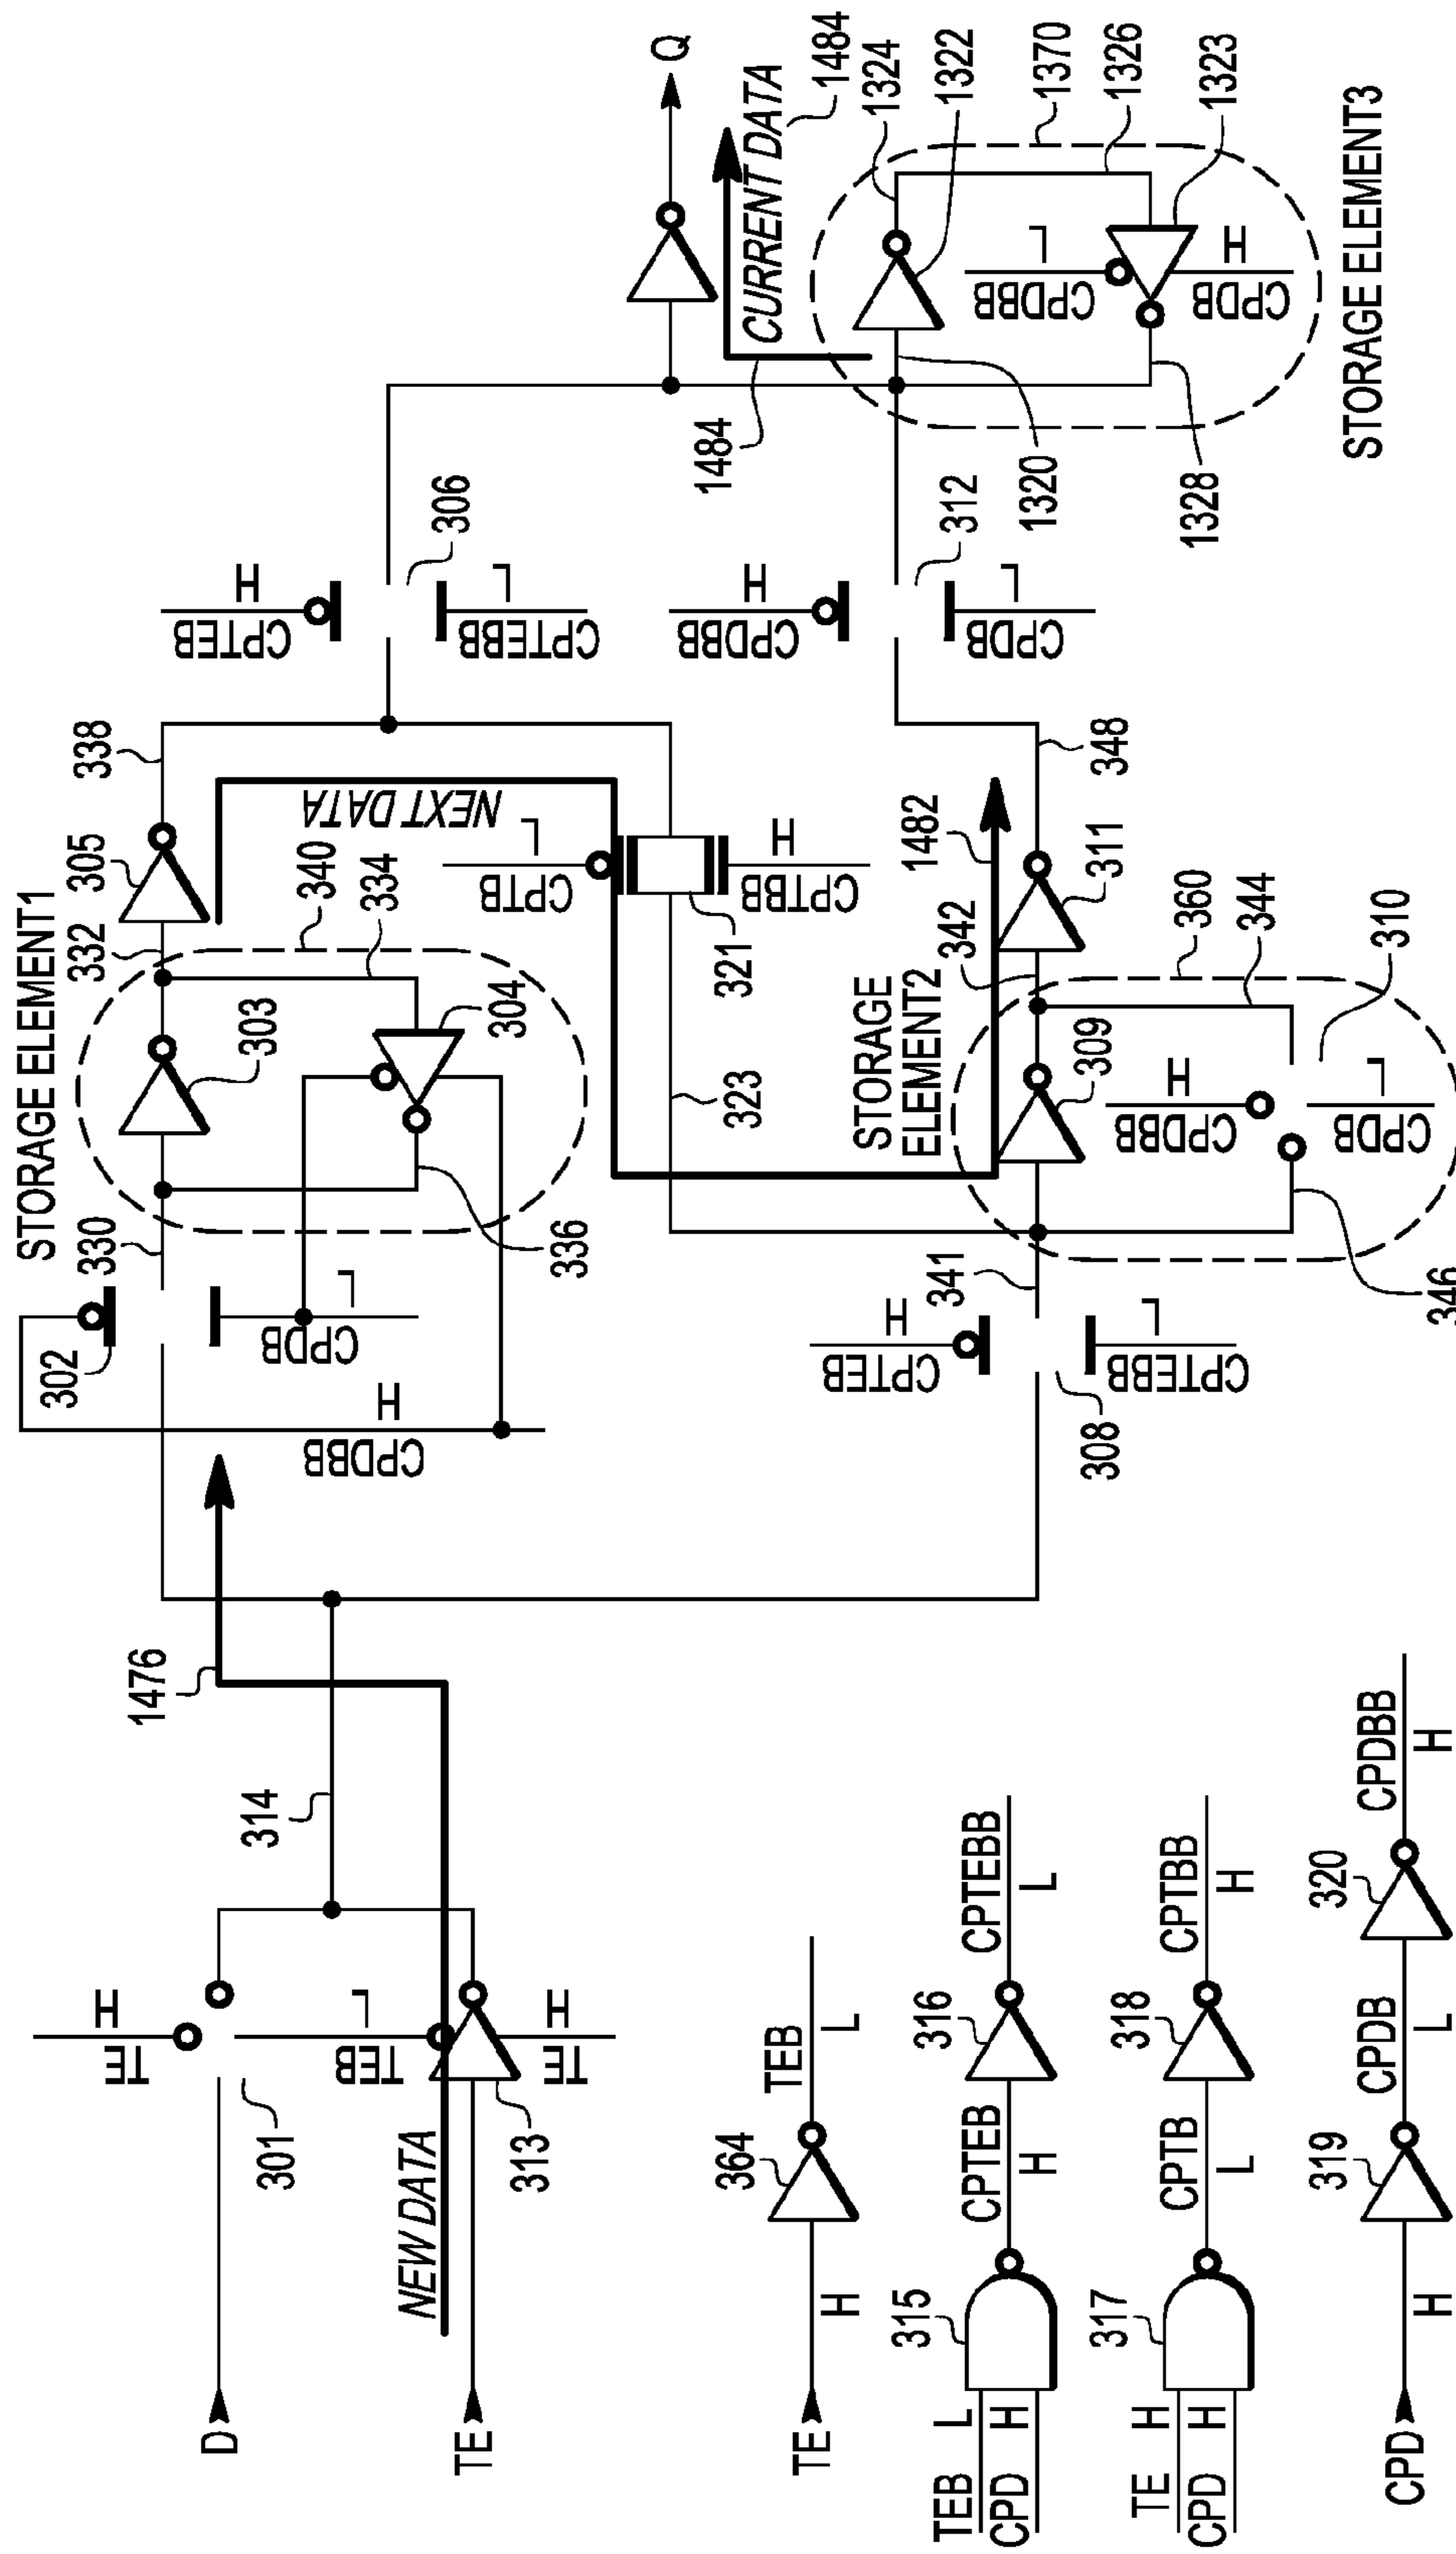 STORAGE ELEMENT1
302
330
303
332
305
338
340
334
304
336
CPDB
L
CPDBB
H
1476
314
NEW DATA
D
TE
301
313
TE
H
TEB
L
TE
H
NEXT DATA
CPTB
L
CPTBB
H
321
323
1482
CPTEB
H
CPTEBB
L
306
CPDBB
H
CPDB
L
312
Q
CURRENT DATA
1484
1484
1324
1322
1370
1326
1323
CPDBB
L
CPDB
H
1320
1328
STORAGE ELEMENT3
STORAGE
ELEMENT2
341
342
309
311
348
360
344
310
346
CPDBB
H
CPDB
L
CPTEB
H
CPTEBB
L
308
TE
H
364
TEB
L
TEB L
CPD H
315
CPTEB
H
316
CPTEBB
L
TE H
CPD H
317
CPTB
L
318
CPTBB
H
CPD
H
319
CPDB
L
320
CPDBB
H